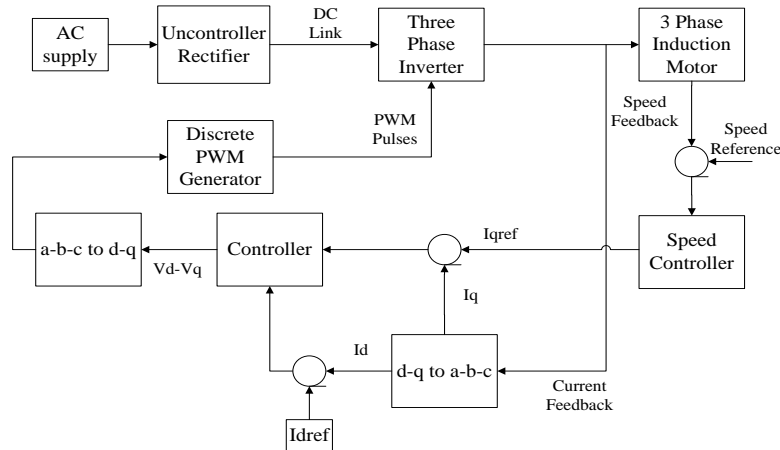 AC
supply
Uncontroller
Rectifier
DC
Link
Three
Phase
Inverter
3 Phase
Induction
Motor
Speed
Feedback
Speed
Reference
PWM
Pulses
Discrete
PWM
Generator
a-b-c to d-q
Vd-Vq
Controller
Iqref
Speed
Controller
Iq
Id
d-q to a-b-c
Current
Feedback
Idref